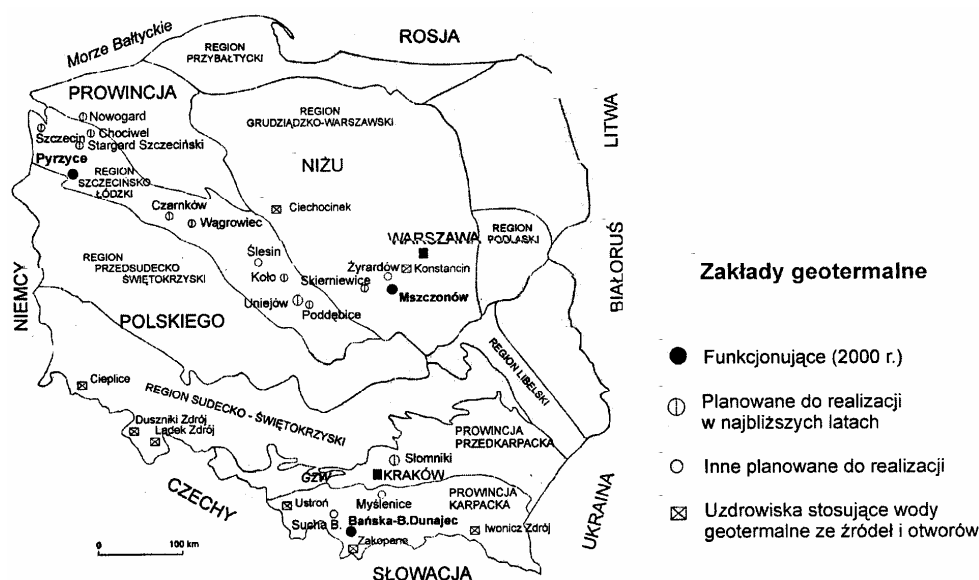 Morze Bałtyckie
ROSJA
REGION
PRZYBAŁTYCKI
PROWINCJA
LITWA
Nowogard
REGION
GRUDZIĄDZKO-WARSZAWSKI
Szczecin
Chociwel
Stargard Szczeciński
Pyrzyce
NIŻU
REGION
SZCZECIŃSKO
ŁÓDZKI
Czarnków
Wągrowiec
Ciechocinek
WARSZAWA
REGION
PODLASKI
BIAŁORUŚ
NIEMCY
REGION
PRZEDSUDECKO
ŚWIĘTOKRZYSKI
Ślesin
Koło
Skierniewice
Żyrardów
Konstancin
Mszczonów
Uniejów
Poddębice
POLSKIEGO
REGION LIBELSKI
Cieplice
REGION SUDECKO - ŚWIĘTOKRZYSKI
Duszniki Zdrój
Lądek Zdrój
PROWINCJA
PRZEDKARPACKA
Słomniki
GZW
KRAKÓW
CZECHY
Ustroń
Myślenice
PROWINCJA
KARPACKA
Sucha B.
Bańska-B.Dunajec
Iwonicz Zdrój
Zakopane
UKRAINA
0 100 km
SŁOWACJA
Zakłady geotermalne
Funkcjonujące (2000 r.)
Planowane do realizacji
w najbliższych latach
Inne planowane do realizacji
Uzdrowiska stosujące wody
geotermalne ze źródeł i otworów